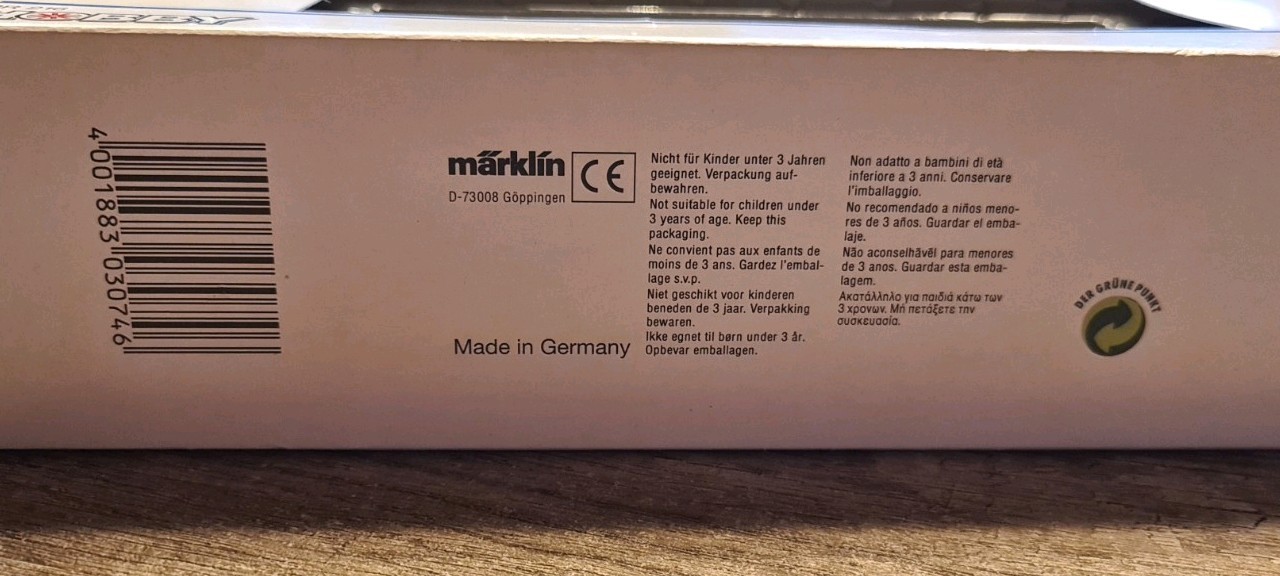 HOBBY
4 001883 030746
märklin
CE
D-73008 Göppingen
Made in Germany
Nicht für Kinder unter 3 Jahren
geeignet. Verpackung auf-
bewahren.
Not suitable for children under
3 years of age. Keep this
packaging.
Ne convient pas aux enfants de
moins de 3 ans. Gardez l'embal-
lage s.v.p.
Niet geschikt voor kinderen
beneden de 3 jaar. Verpakking
bewaren.
Ikke egnet til børn under 3 år.
Opbevar emballagen.
Non adatto a bambini di età
inferiore a 3 anni. Conservare
l'imballaggio.
No recomendado a niños meno-
res de 3 años. Guardar el emba-
laje.
Não aconselhãvêl para menores
de 3 anos. Guardar esta emba-
lagem.
Ακατάλληλο για παιδιά κάτω των
3 χρονων. Μή πετάξετε την
συσκευασία.
DER GRÜNE PUNKT